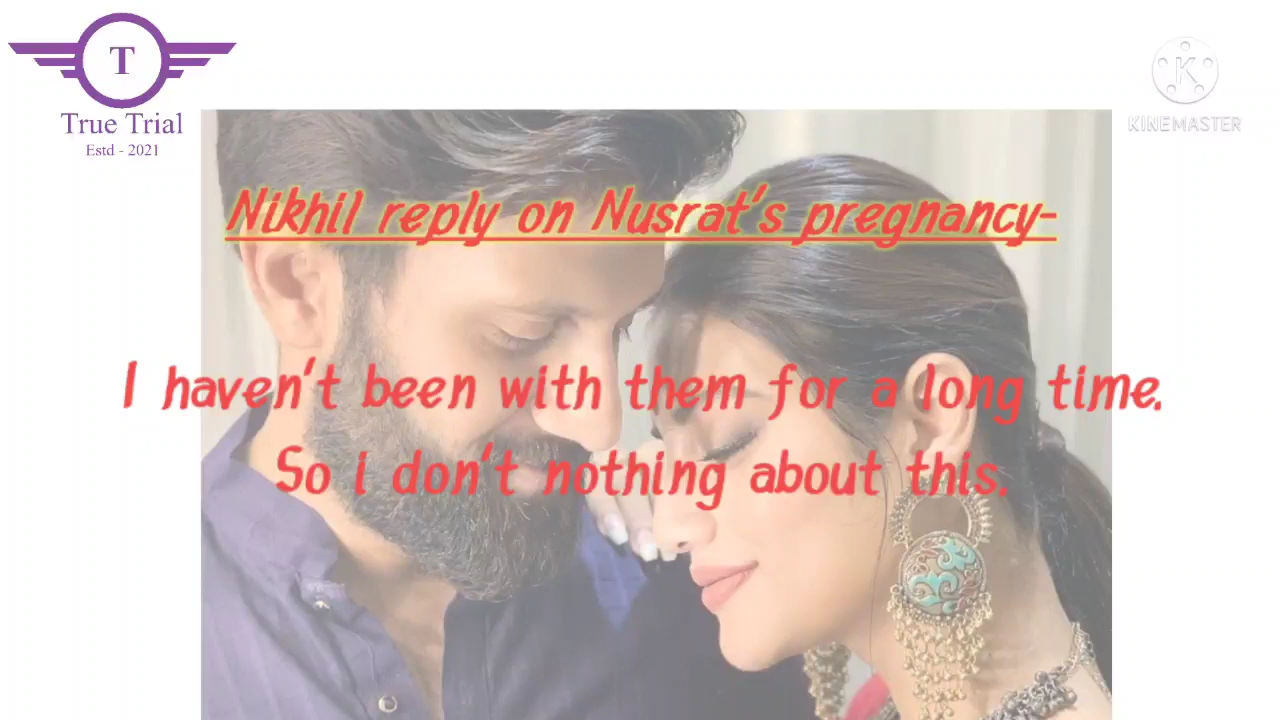 T
True Trial
Estd - 2021
K
KINEMASTER
Nikhil reply on Nusrat's pregnancy-
I haven't been with them for a long time.
So i don't nothing about this.